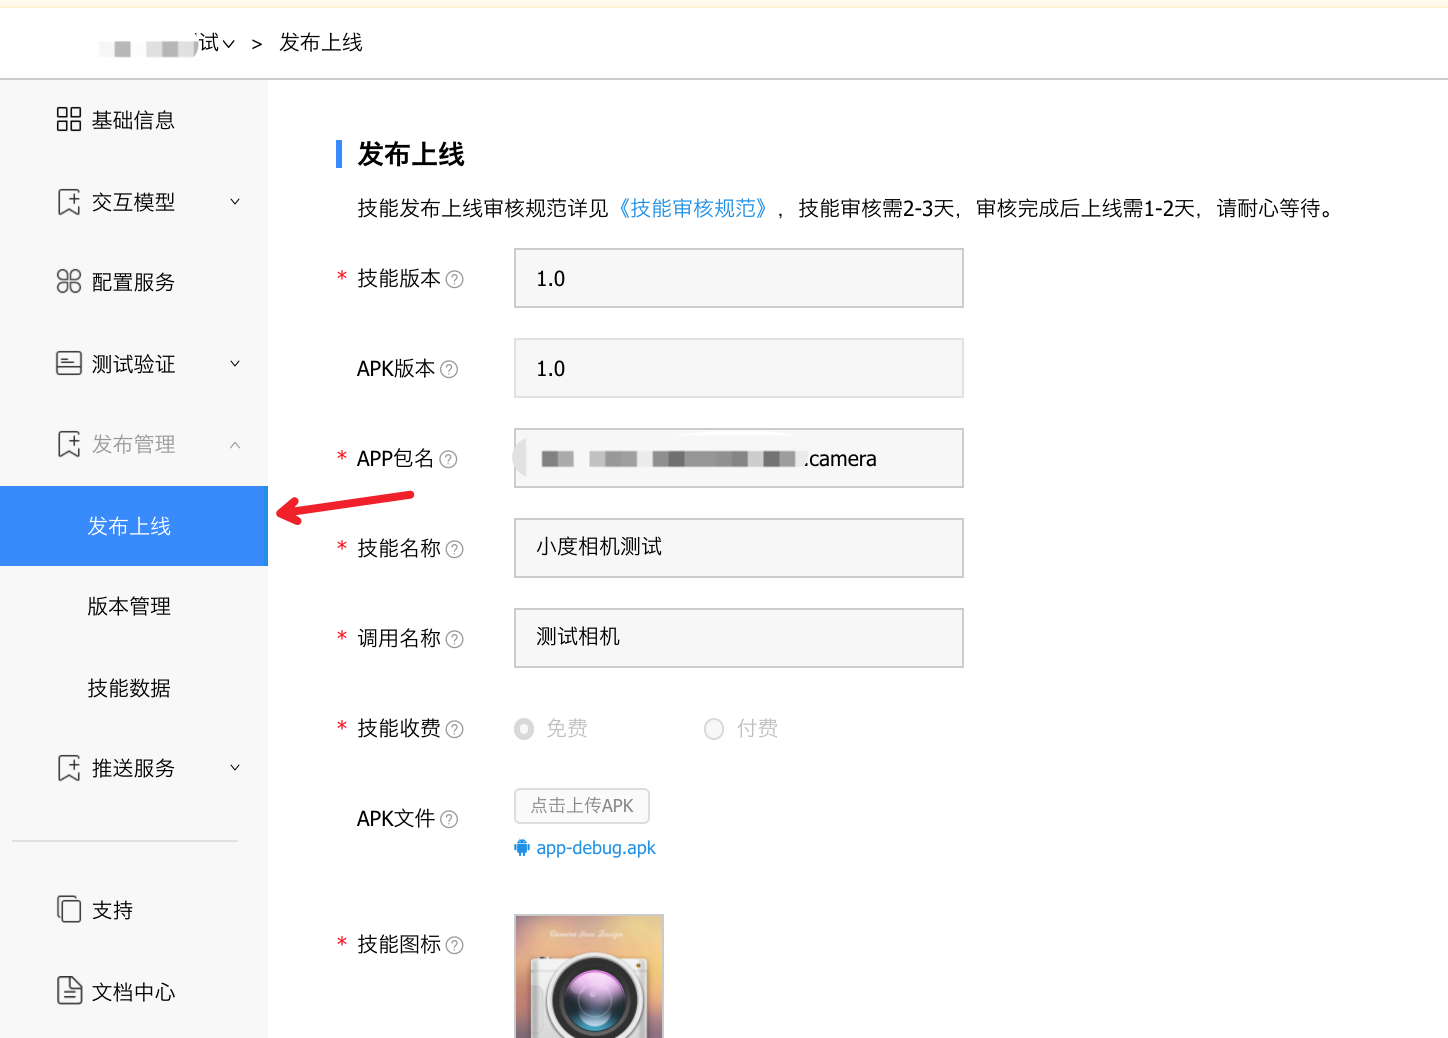 试 > 发布上线
基础信息
交互模型
配置服务
测试验证
发布管理
发布上线
版本管理
技能数据
推送服务
支持
文档中心
发布上线
技能发布上线审核规范详见《技能审核规范》，技能审核需2-3天，审核完成后上线需1-2天，请耐心等待。
* 技能版本 ? 1.0
APK版本 ? 1.0
* APP包名 ? .camera
* 技能名称 ? 小度相机测试
* 调用名称 ? 测试相机
* 技能收费 ? 免费 付费
APK文件 ? 点击上传APK
app-debug.apk
* 技能图标 ?
Camera Icon Design